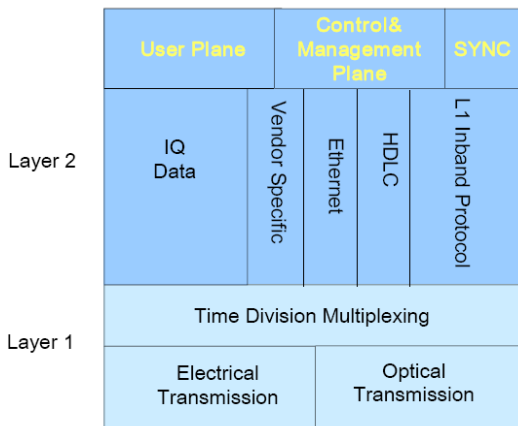 User Plane
Control&
Management
Plane
SYNC
Layer 2
IQ
Data
Vendor Specific
Ethernet
HDLC
L1 Inband Protocol
Layer 1
Time Division Multiplexing
Electrical
Transmission
Optical
Transmission